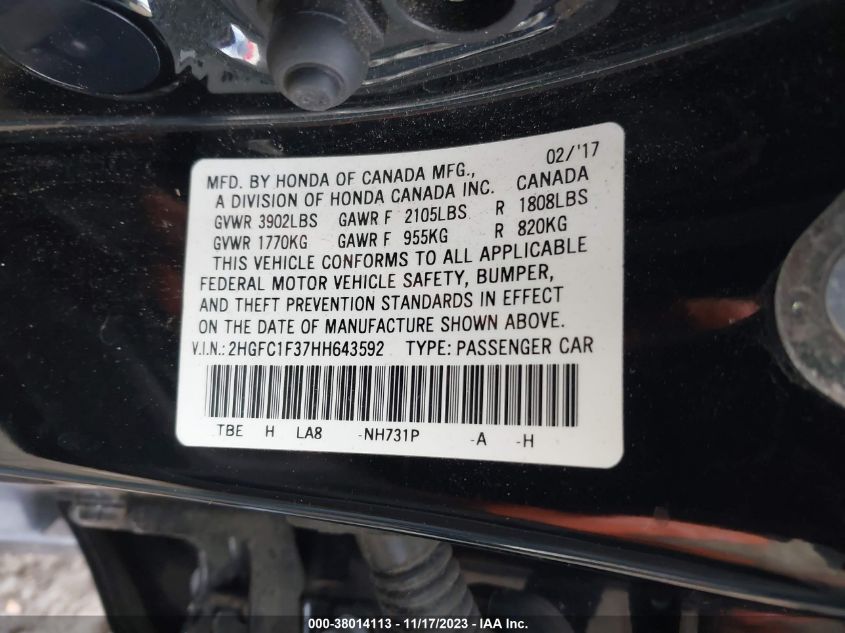 02/'17
MFD. BY HONDA OF CANADA MFG.,
A DIVISION OF HONDA CANADA INC. CANADA
GVWR 3902LBS GAWR F 2105LBS R 1808LBS
GVWR 1770KG GAWR F 955KG R 820KG
THIS VEHICLE CONFORMS TO ALL APPLICABLE
FEDERAL MOTOR VEHICLE SAFETY, BUMPER,
AND THEFT PREVENTION STANDARDS IN EFFECT
ON THE DATE OF MANUFACTURE SHOWN ABOVE.
V.I.N.: 2HGFC1F37HH643592 TYPE: PASSENGER CAR
TBE H LA8 -NH731P -A -H
000-38014113 - 11/17/2023 - © Image - IAAI.com